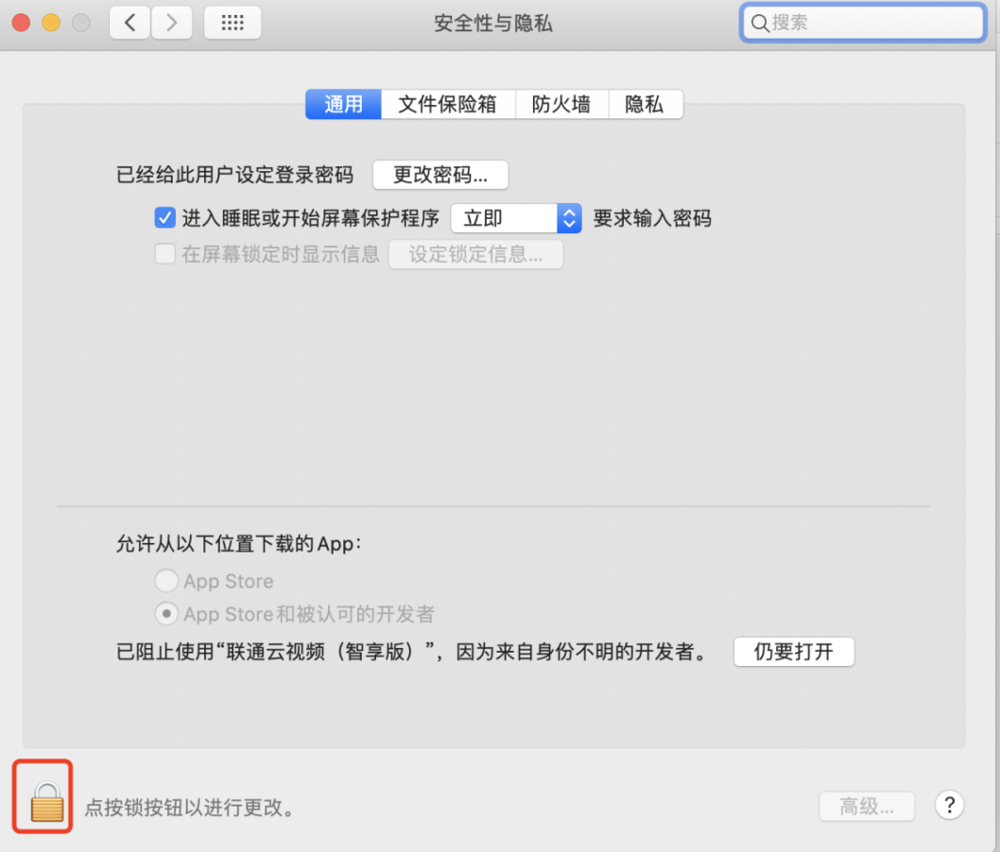 安全性与隐私
搜索
通用 文件保险箱 防火墙 隐私
已经给此用户设定登录密码 更改密码...
进入睡眠或开始屏幕保护程序 立即 要求输入密码
在屏幕锁定时显示信息 设定锁定信息...
允许从以下位置下载的App：
App Store
App Store和被认可的开发者
已阻止使用“联通云视频（智享版）”，因为来自身份不明的开发者。 仍要打开
点按锁按钮以进行更改。 高级... ?